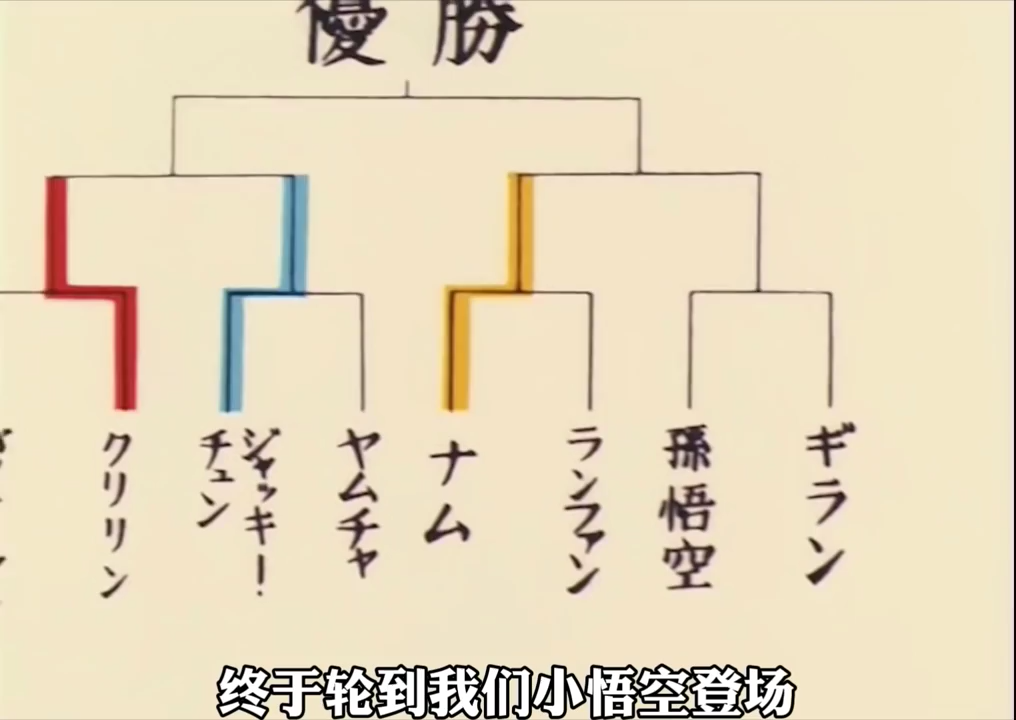 優勝
クリリン
ジャッキー・
チュン
ヤムチャ
ナム
ランファン
孫悟空
ギラン
终于轮到我们小悟空登场